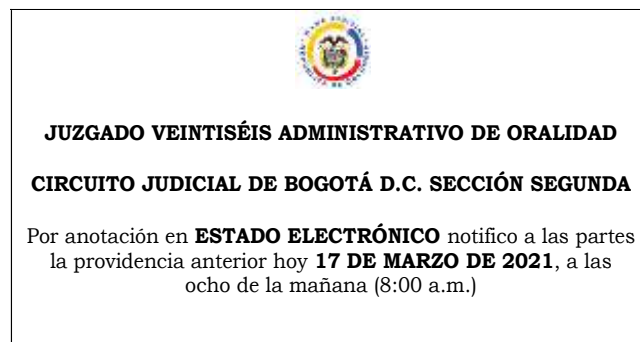 JUZGADO VEINTISÉIS ADMINISTRATIVO DE ORALIDAD
CIRCUITO JUDICIAL DE BOGOTÁ D.C. SECCIÓN SEGUNDA
Por anotación en ESTADO ELECTRÓNICO notifico a las partes
la providencia anterior hoy 17 DE MARZO DE 2021, a las
ocho de la mañana (8:00 a.m.)